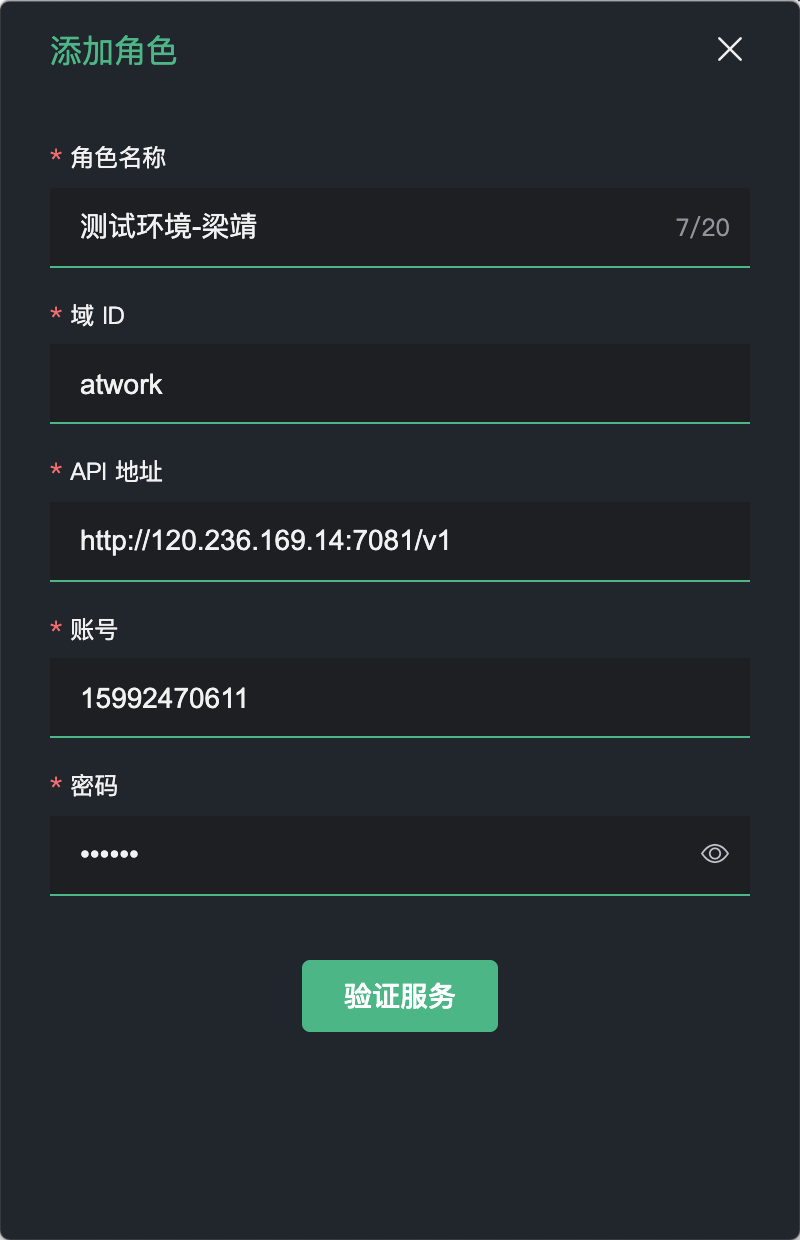 添加角色
* 角色名称
测试环境-梁靖 7/20
* 域 ID
atwork
* API 地址
http://120.236.169.14:7081/v1
* 账号
15992470611
* 密码
••••••
验证服务